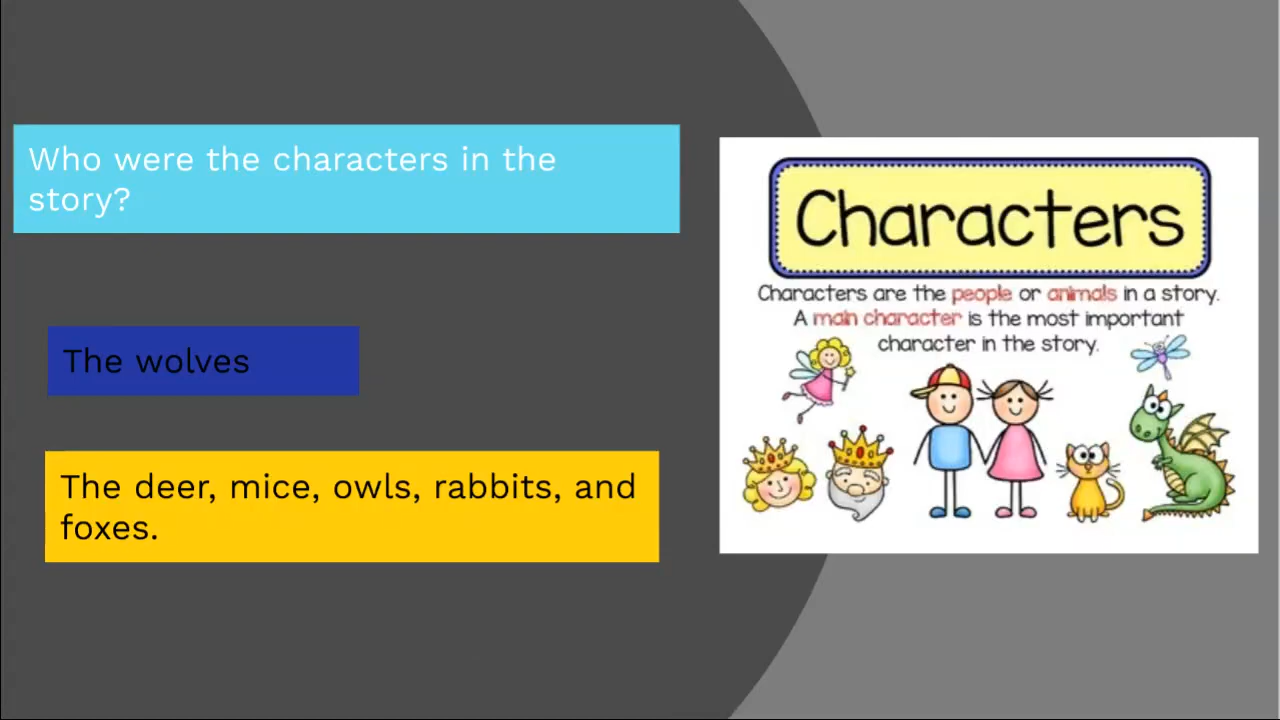 Who were the characters in the
story?
The wolves
The deer, mice, owls, rabbits, and
foxes.
Characters
Characters are the people or animals in a story.
A main character is the most important
character in the story.